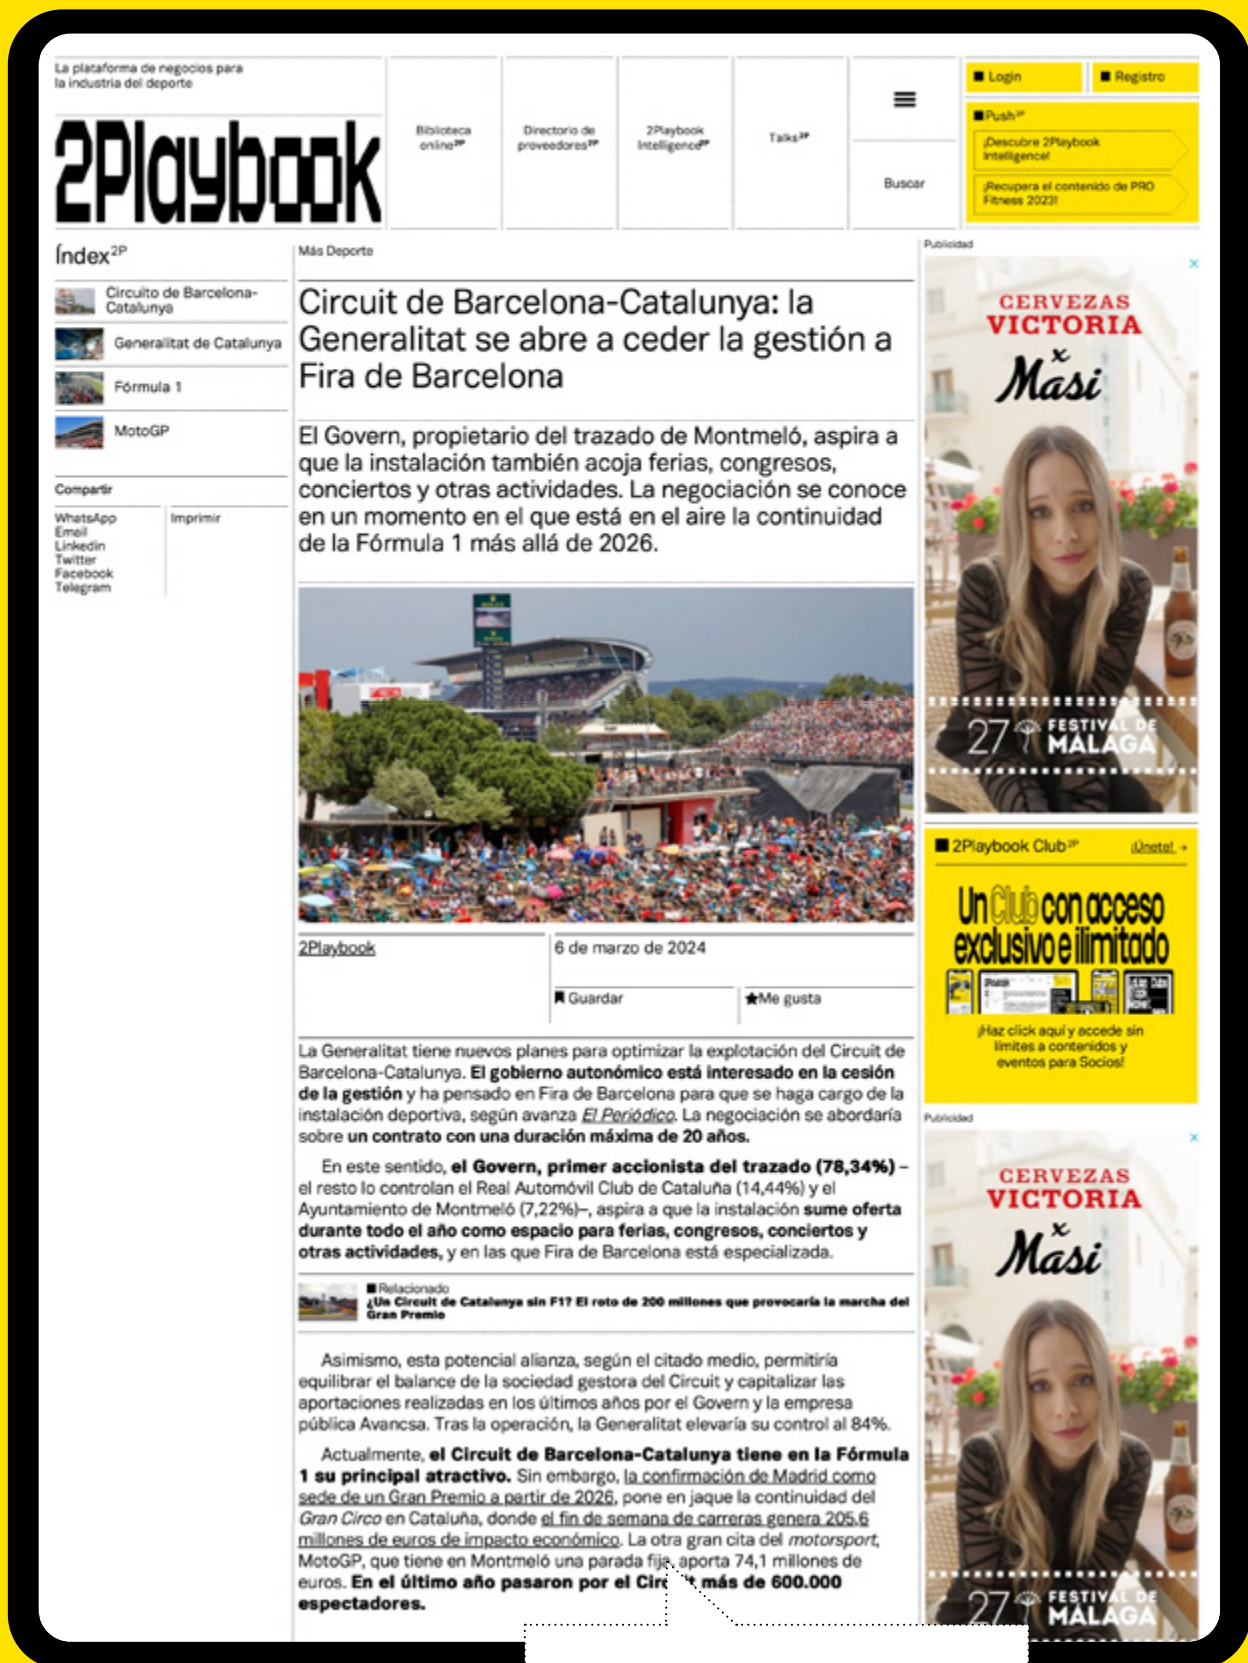 La plataforma de negocios para
la industria del deporte
2Playbook
Biblioteca
online2P
Directorio de
proveedores2P
2Playbook
Intelligence2P
Talks2P
Buscar
Login
Registro
Push2P
¡Descubre 2Playbook
Intelligence!
¡Recupera el contenido de PRO
Fitness 2023!
Índex2P
Circuito de Barcelona-
Catalunya
Generalitat de Catalunya
Fórmula 1
MotoGP
Compartir
WhatsApp
Email
Linkedin
Twitter
Facebook
Telegram
Imprimir
Más Deporte
Circuit de Barcelona-Catalunya: la
Generalitat se abre a ceder la gestión a
Fira de Barcelona
El Govern, propietario del trazado de Montmeló, aspira a
que la instalación también acoja ferias, congresos,
conciertos y otras actividades. La negociación se conoce
en un momento en el que está en el aire la continuidad
de la Fórmula 1 más allá de 2026.
2Playbook
6 de marzo de 2024
Guardar
Me gusta
La Generalitat tiene nuevos planes para optimizar la explotación del Circuit de
Barcelona-Catalunya. El gobierno autonómico está interesado en la cesión
de la gestión y ha pensado en Fira de Barcelona para que se haga cargo de la
instalación deportiva, según avanza El Periódico. La negociación se abordaría
sobre un contrato con una duración máxima de 20 años.
En este sentido, el Govern, primer accionista del trazado (78,34%) –
el resto lo controlan el Real Automóvil Club de Cataluña (14,44%) y el
Ayuntamiento de Montmeló (7,22%)–, aspira a que la instalación sume oferta
durante todo el año como espacio para ferias, congresos, conciertos y
otras actividades, y en las que Fira de Barcelona está especializada.
Relacionado
¿Un Circuit de Catalunya sin F1? El roto de 200 millones que provocaría la marcha del
Gran Premio
Asimismo, esta potencial alianza, según el citado medio, permitiría
equilibrar el balance de la sociedad gestora del Circuit y capitalizar las
aportaciones realizadas en los últimos años por el Govern y la empresa
pública Avancsa. Tras la operación, la Generalitat elevaría su control al 84%.
Actualmente, el Circuit de Barcelona-Catalunya tiene en la Fórmula
1 su principal atractivo. Sin embargo, la confirmación de Madrid como
sede de un Gran Premio a partir de 2026, pone en jaque la continuidad del
Gran Circo en Cataluña, donde el fin de semana de carreras genera 205,6
millones de euros de impacto económico. La otra gran cita del motorsport,
MotoGP, que tiene en Montmeló una parada fija, aporta 74,1 millones de
euros. En el último año pasaron por el Circuit más de 600.000
espectadores.
Publicidad
CERVEZAS
VICTORIA
x
Masi
27 FESTIVAL DE
MÁLAGA
2Playbook Club2P
¡Únete! →
Un Club con acceso
exclusivo e ilimitado
¡Haz click aquí y accede sin
límites a contenidos y
eventos para Socios!
Publicidad
CERVEZAS
VICTORIA
x
Masi
27 FESTIVAL DE
MÁLAGA